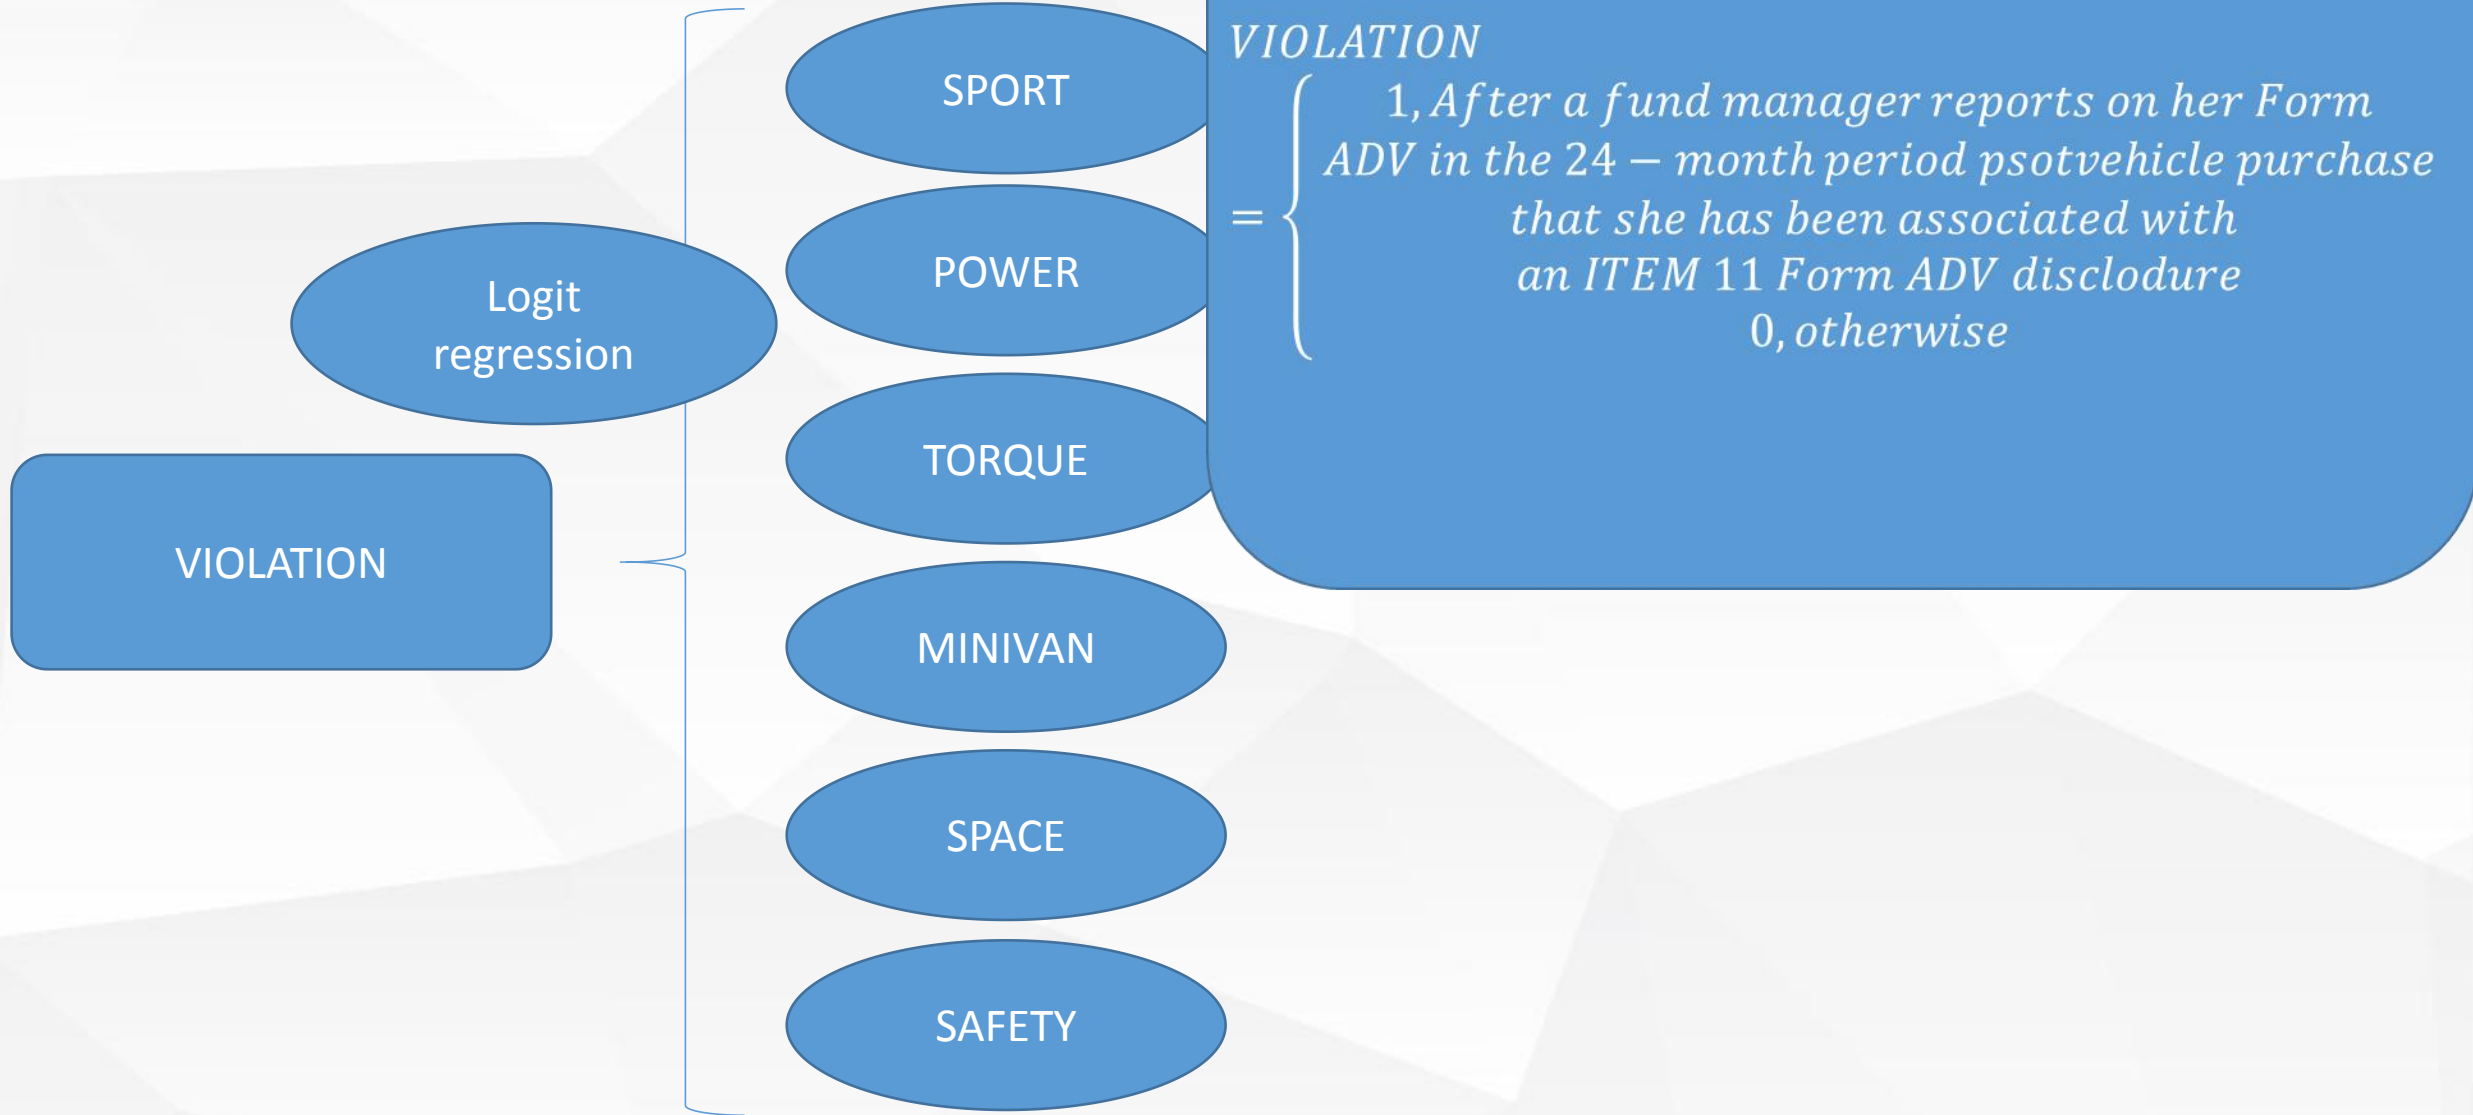 Logit
regression
VIOLATION
SPORT
POWER
TORQUE
MINIVAN
SPACE
SAFETY
VIOLATION
= { 1, After a fund manager reports on her Form
ADV in the 24 − month period psotvehicle purchase
that she has been associated with
an ITEM 11 Form ADV disclodure
0, otherwise